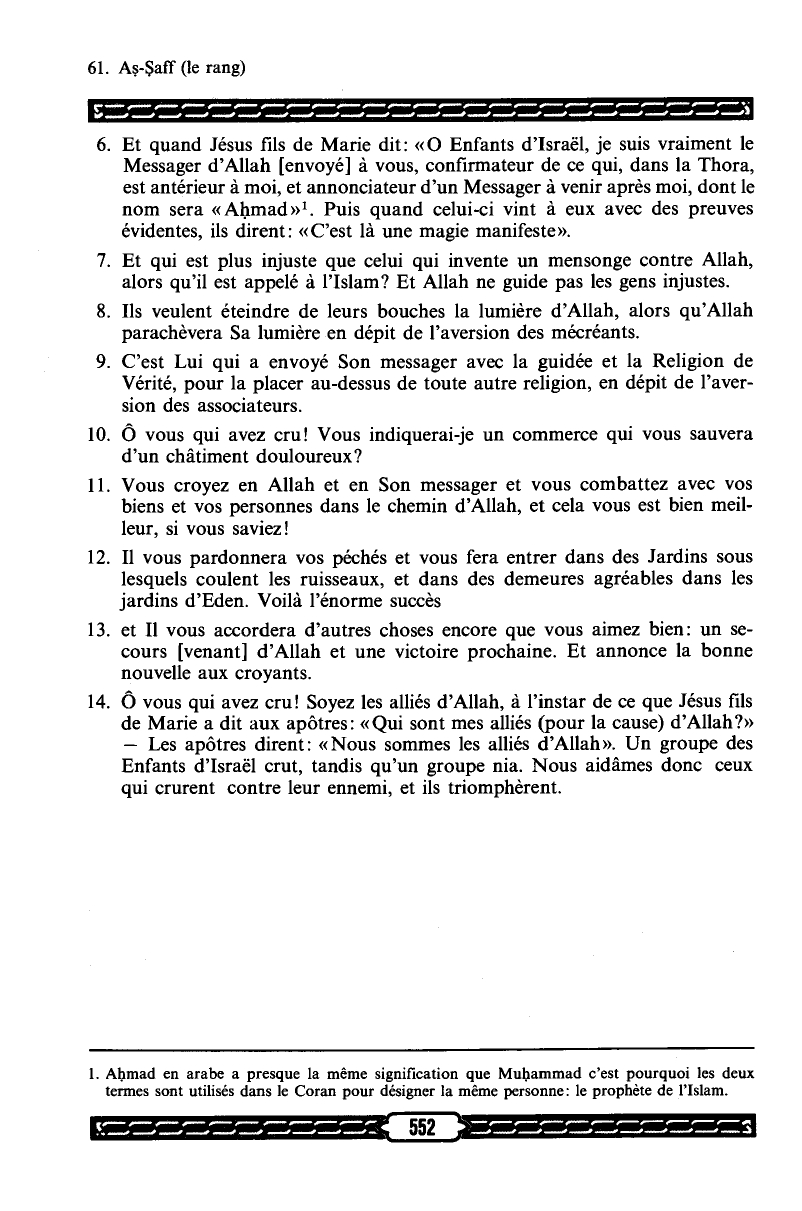 61. Aṣ-Ṣaff (le rang)
6. Et quand Jésus fils de Marie dit: «O Enfants d'Israël, je suis vraiment le
Messager d'Allah [envoyé] à vous, confirmateur de ce qui, dans la Thora,
est antérieur à moi, et annonciateur d'un Messager à venir après moi, dont le
nom sera «Aḥmad»¹. Puis quand celui-ci vint à eux avec des preuves
évidentes, ils dirent: «C'est là une magie manifeste».
7. Et qui est plus injuste que celui qui invente un mensonge contre Allah,
alors qu'il est appelé à l'Islam? Et Allah ne guide pas les gens injustes.
8. Ils veulent éteindre de leurs bouches la lumière d'Allah, alors qu'Allah
parachèvera Sa lumière en dépit de l'aversion des mécréants.
9. C'est Lui qui a envoyé Son messager avec la guidée et la Religion de
Vérité, pour la placer au-dessus de toute autre religion, en dépit de l'aver-
sion des associateurs.
10. Ô vous qui avez cru! Vous indiquerai-je un commerce qui vous sauvera
d'un châtiment douloureux?
11. Vous croyez en Allah et en Son messager et vous combattez avec vos
biens et vos personnes dans le chemin d'Allah, et cela vous est bien meil-
leur, si vous saviez!
12. Il vous pardonnera vos péchés et vous fera entrer dans des Jardins sous
lesquels coulent les ruisseaux, et dans des demeures agréables dans les
jardins d'Eden. Voilà l'énorme succès
13. et Il vous accordera d'autres choses encore que vous aimez bien: un se-
cours [venant] d'Allah et une victoire prochaine. Et annonce la bonne
nouvelle aux croyants.
14. Ô vous qui avez cru! Soyez les alliés d'Allah, à l'instar de ce que Jésus fils
de Marie a dit aux apôtres: «Qui sont mes alliés (pour la cause) d'Allah?»
— Les apôtres dirent: «Nous sommes les alliés d'Allah». Un groupe des
Enfants d'Israël crut, tandis qu'un groupe nia. Nous aidâmes donc ceux
qui crurent contre leur ennemi, et ils triomphèrent.
1. Aḥmad en arabe a presque la même signification que Muḥammad c'est pourquoi les deux
termes sont utilisés dans le Coran pour désigner la même personne: le prophète de l'Islam.
552